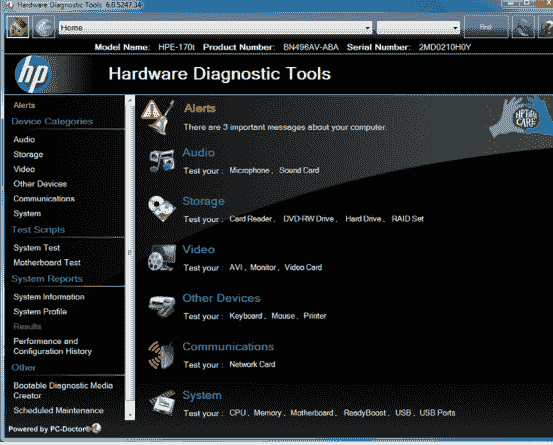 Hardware Diagnostic Tools 6.0.5247.34
Home
Find
Model Name: HPE-170t Product Number: BN498AV-ABA Serial Number: 2MD0210H0Y
hp
Hardware Diagnostic Tools
Alerts
Device Categories
Audio
Storage
Video
Other Devices
Communications
System
Test Scripts
System Test
Motherboard Test
System Reports
System Information
System Profile
Results
Performance and
Configuration History
Other
Bootable Diagnostic Media
Creator
Scheduled Maintenance
Powered by PC-Doctor®
Alerts
There are 3 important messages about your computer.
HP TOTAL
CARE
Audio
Test your : Microphone , Sound Card
Storage
Test your : Card Reader , DVD-RW Drive , Hard Drive , RAID Set
Video
Test your : AVI , Monitor , Video Card
Other Devices
Test your : Keyboard , Mouse , Printer
Communications
Test your : Network Card
System
Test your : CPU , Memory , Motherboard , ReadyBoost , USB , USB Ports